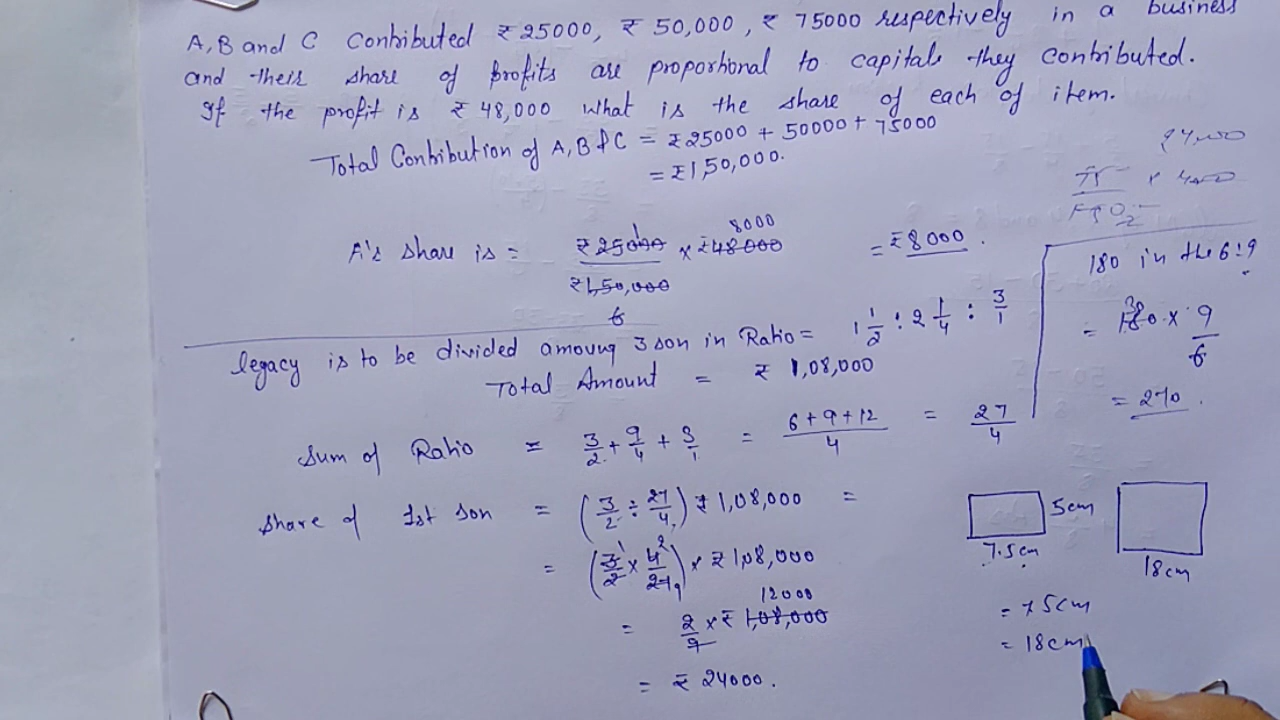 A, B and C Contributed ₹25000, ₹ 50,000, ₹ 75000 respectively in a business
and their share of profits are proportional to capitals they contributed.
If the profit is ₹ 48,000 what is the share of each of item.
Total Contribution of A, B & C = ₹25000 + 50000 + 75000
= ₹1,50,000.
8000
A's share is = ₹25000 1 / ₹1,50,000 × ₹48000 = ₹8000.
6
180 in the 6:9
= 180 30 × 9/6
= 270.
legacy is to be divided among 3 son in Ratio = 1 1/2 : 2 1/4 : 3/1
Total Amount = ₹ 1,08,000
Sum of Ratio = 3/2 + 9/4 + 3/1 = 6+9+12/4 = 27/4
Share of 1st son = (3/2 ÷ 27/4) ₹ 1,08,000 =
= (3/2 × 4/27) × ₹ 1,08,000
12000
= 2/9 × ₹ 1,08,000
= ₹ 24000.
5cm
7.5cm
18cm
= 75cm
= 18cm